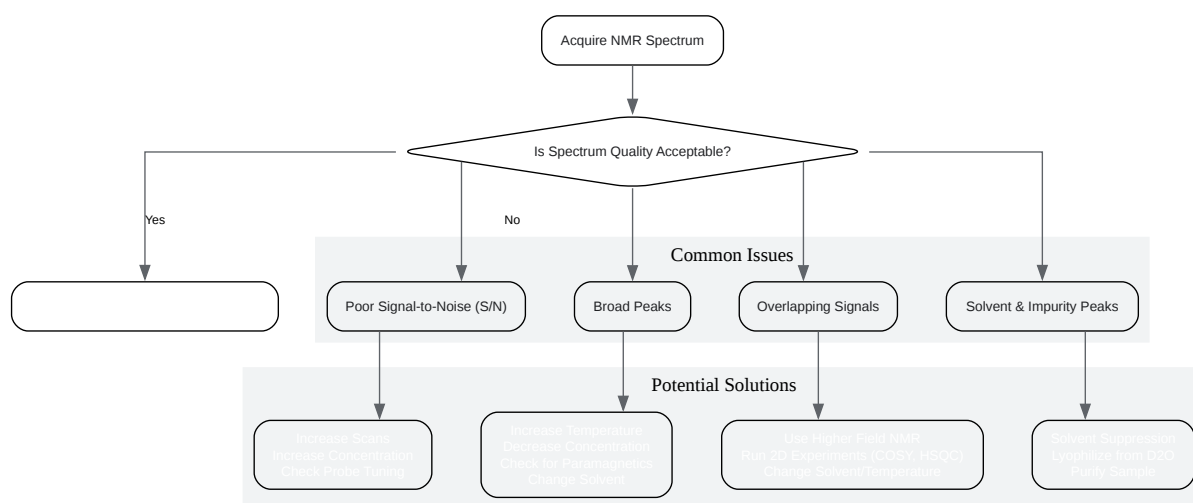 Acquire NMR Spectrum
Is Spectrum Quality Acceptable?
Yes
No
Common Issues
Poor Signal-to-Noise (S/N)
Broad Peaks
Overlapping Signals
Solvent & Impurity Peaks
Potential Solutions
Increase Scans
Increase Concentration
Check Probe Tuning
Increase Temperature
Decrease Concentration
Check for Paramagnetics
Change Solvent
Use Higher Field NMR
Run 2D Experiments (COSY, HSQC)
Change Solvent/Temperature
Solvent Suppression
Lyophilize from D2O
Purify Sample